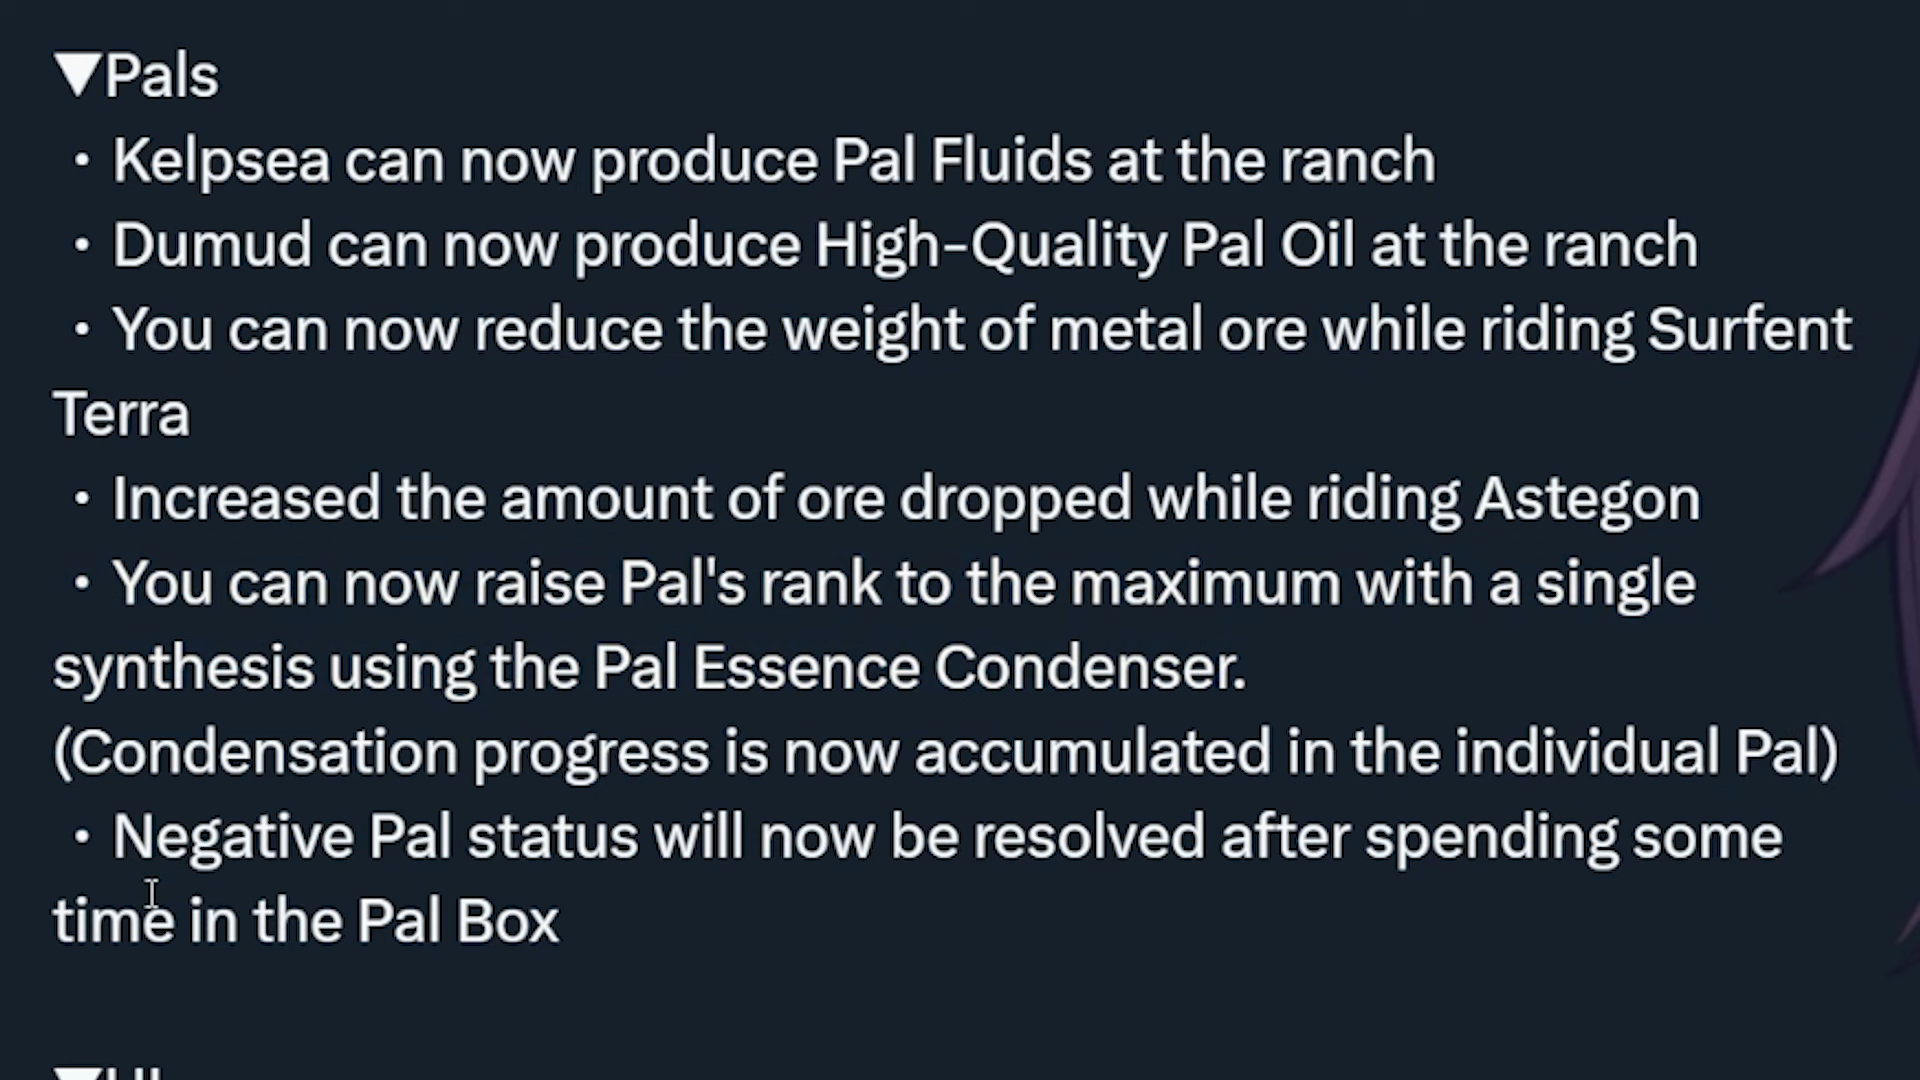 ▼Pals
・Kelpsea can now produce Pal Fluids at the ranch
・Dumud can now produce High-Quality Pal Oil at the ranch
・You can now reduce the weight of metal ore while riding Surfent
Terra
・Increased the amount of ore dropped while riding Astegon
・You can now raise Pal's rank to the maximum with a single
synthesis using the Pal Essence Condenser.
(Condensation progress is now accumulated in the individual Pal)
・Negative Pal status will now be resolved after spending some
time in the Pal Box